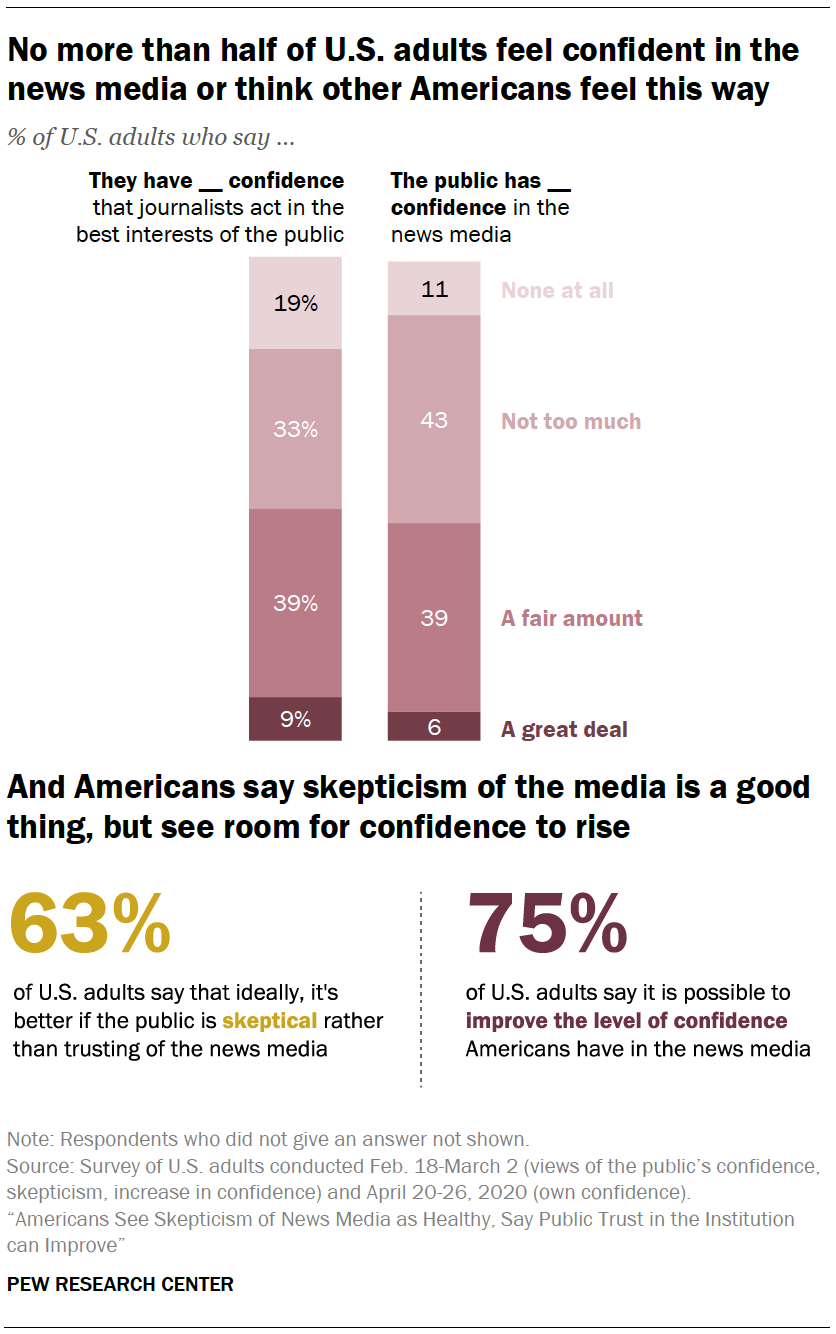 No more than half of U.S. adults feel confident in the
news media or think other Americans feel this way
% of U.S. adults who say ...
They have __ confidence
that journalists act in the
best interests of the public
The public has __
confidence in the
news media
19%
33%
39%
9%
11
43
39
6
None at all
Not too much
A fair amount
A great deal
And Americans say skepticism of the media is a good
thing, but see room for confidence to rise
63%
of U.S. adults say that ideally, it's
better if the public is skeptical rather
than trusting of the news media
75%
of U.S. adults say it is possible to
improve the level of confidence
Americans have in the news media
Note: Respondents who did not give an answer not shown.
Source: Survey of U.S. adults conducted Feb. 18-March 2 (views of the public’s confidence,
skepticism, increase in confidence) and April 20-26, 2020 (own confidence).
“Americans See Skepticism of News Media as Healthy, Say Public Trust in the Institution
can Improve”
PEW RESEARCH CENTER